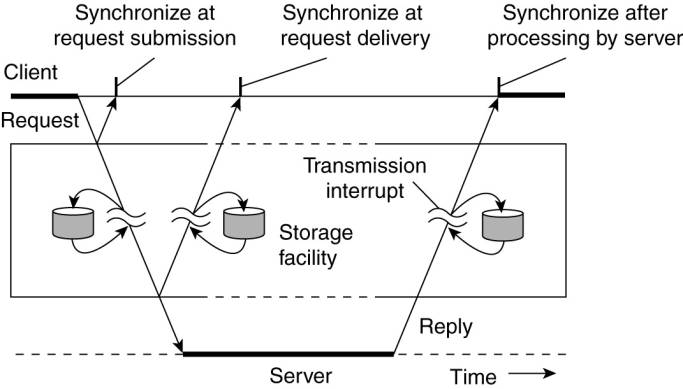 Synchronize at
request submission
Synchronize at
request delivery
Synchronize after
processing by server
Client
Request
Transmission
interrupt
Storage
facility
Reply
Server
Time